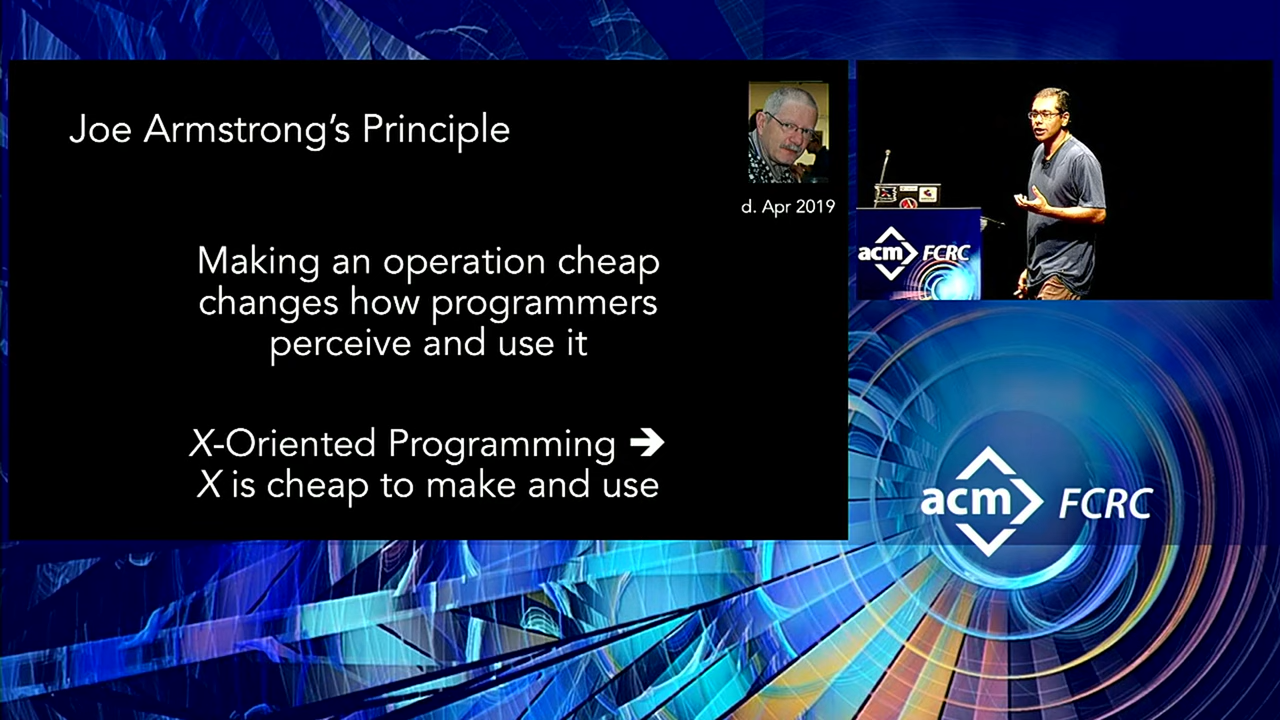 Joe Armstrong's Principle
d. Apr 2019
Making an operation cheap
changes how programmers
perceive and use it
X-Oriented Programming ➔
X is cheap to make and use
acm FCRC
acm FCRC